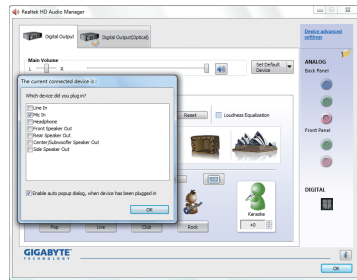 Realtek HD Audio Manager
Digital Output
Digital Output(Optical)
Device advanced settings
Main Volume
L
R
Set Default Device
ANALOG
Back Panel
The current connected device is :
Which device did you plug in?
Line In
Mic In
Headphone
Front Speaker Out
Rear Speaker Out
Center/Subwoofer Speaker Out
Side Speaker Out
Enable auto popup dialog, when device has been plugged in
OK
Reset
Loudness Equalization
Front Panel
DIGITAL
Karaoke
+0
Pop
Live
Club
Rock
GIGABYTE
TECHNOLOGY
OK